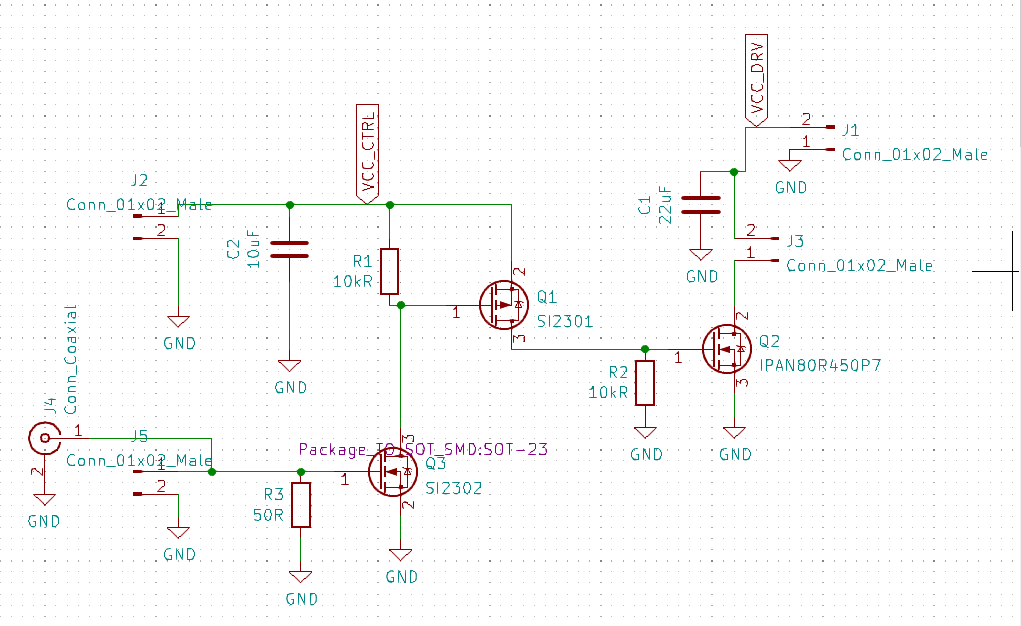 VCC_DRV
2
J1
1
Conn_01x02_Male
GND
VCC_CTRL
J2
Conn_01x02_Male
1
2
GND
C2
10uF
GND
R1
10kR
C1
22uF
GND
2
J3
1
Conn_01x02_Male
2
Q1
1
SI2301
3
2
Q2
1
IPAN80R450P7
3
GND
R2
10kR
GND
Conn_Coaxial
J4
1
2
GND
J5
Conn_01x02_Male
1
2
GND
Package_TO_SOT_SMD:SOT-23
3
Q3
1
SI2302
2
GND
R3
50R
GND